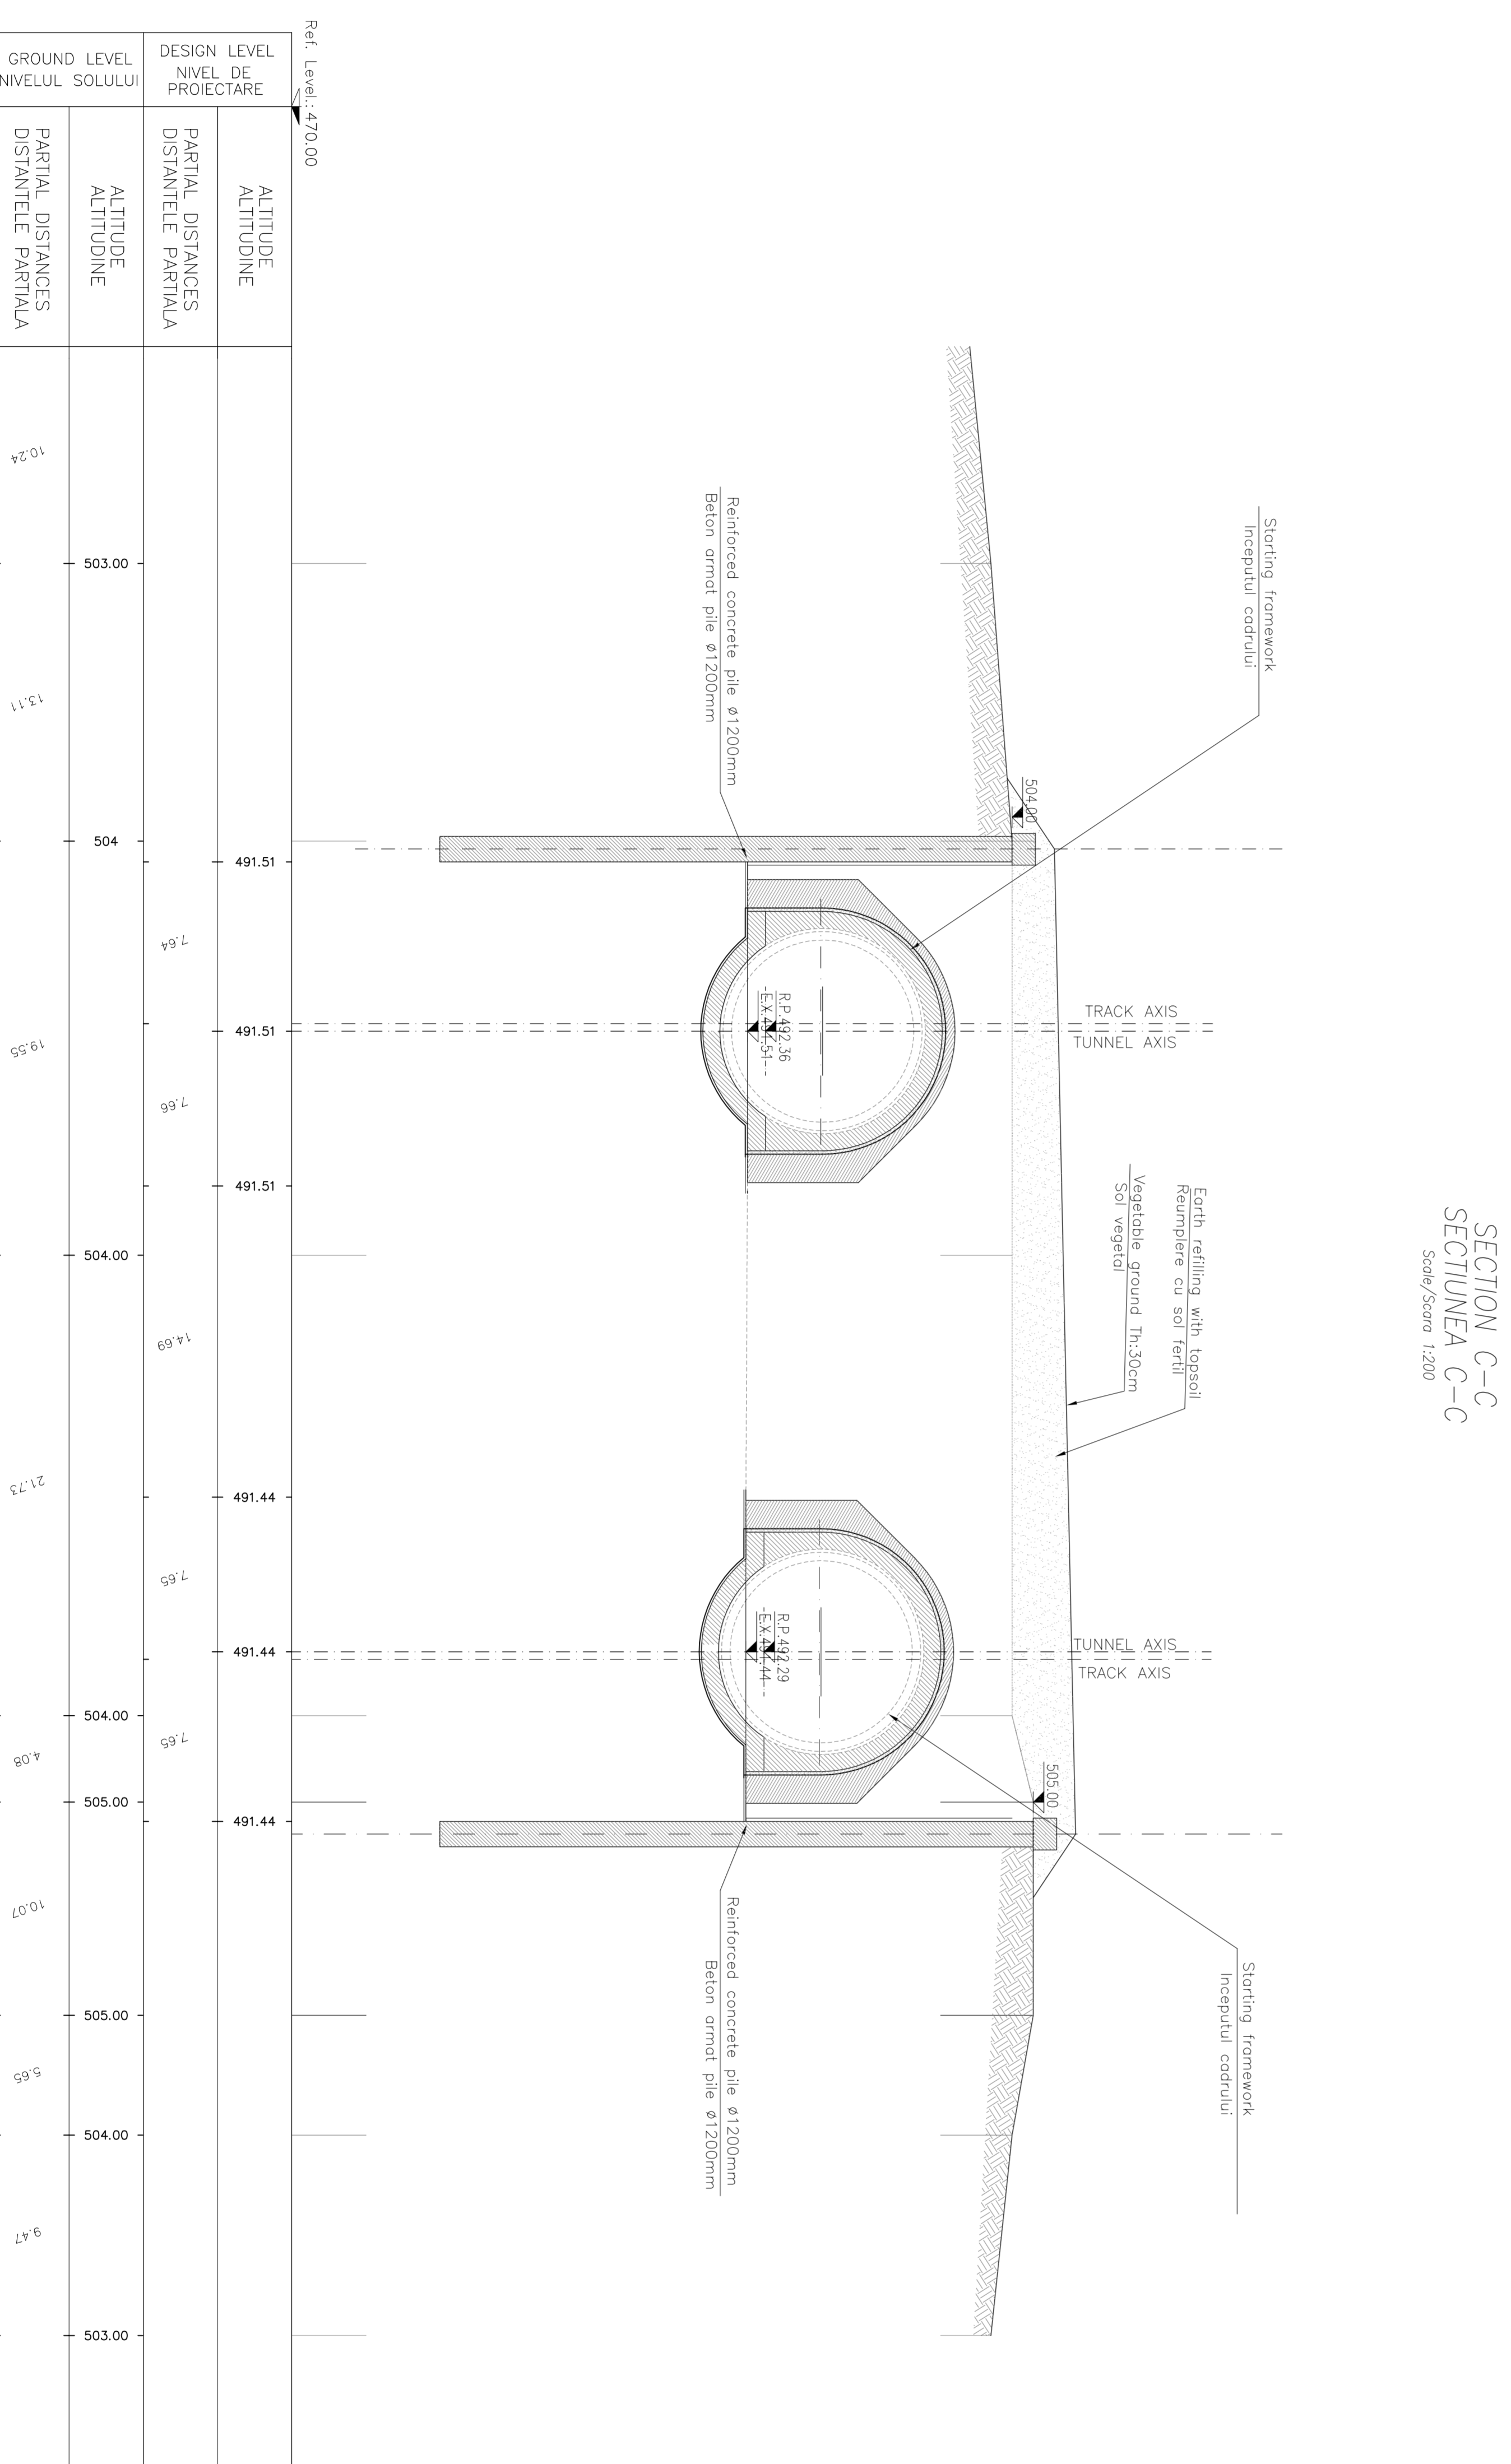 SECTION C-C
SECTIUNEA C-C
Scale/Scara 1:200
Starting framework
Inceputul cadrului
Earth refilling with topsoil
Reumplere cu sol fertil
Vegetable ground Th:30cm
Sol vegetal
TRACK AXIS
TUNNEL AXIS
TUNNEL AXIS
TRACK AXIS
Starting framework
Inceputul cadrului
504.00
505.00
R.P.492.36
E.X.491.51
R.P.492.29
E.X.491.44
Reinforced concrete pile Ø1200mm
Beton armat pile Ø1200mm
Reinforced concrete pile Ø1200mm
Beton armat pile Ø1200mm
Ref. Level.: 470.00
DESIGN LEVEL
NIVEL DE
PROIECTARE
ALTITUDE
ALTITUDINE
491.51
491.51
491.51
491.44
491.44
491.44
PARTIAL DISTANCES
DISTANTELE PARTIALA
7.64
7.66
14.69
7.65
7.65
GROUND LEVEL
NIVELUL SOLULUI
ALTITUDE
ALTITUDINE
503.00
504
504.00
504.00
505.00
505.00
504.00
503.00
PARTIAL DISTANCES
DISTANTELE PARTIALA
10.24
13.11
19.55
21.73
4.08
10.07
5.65
9.47